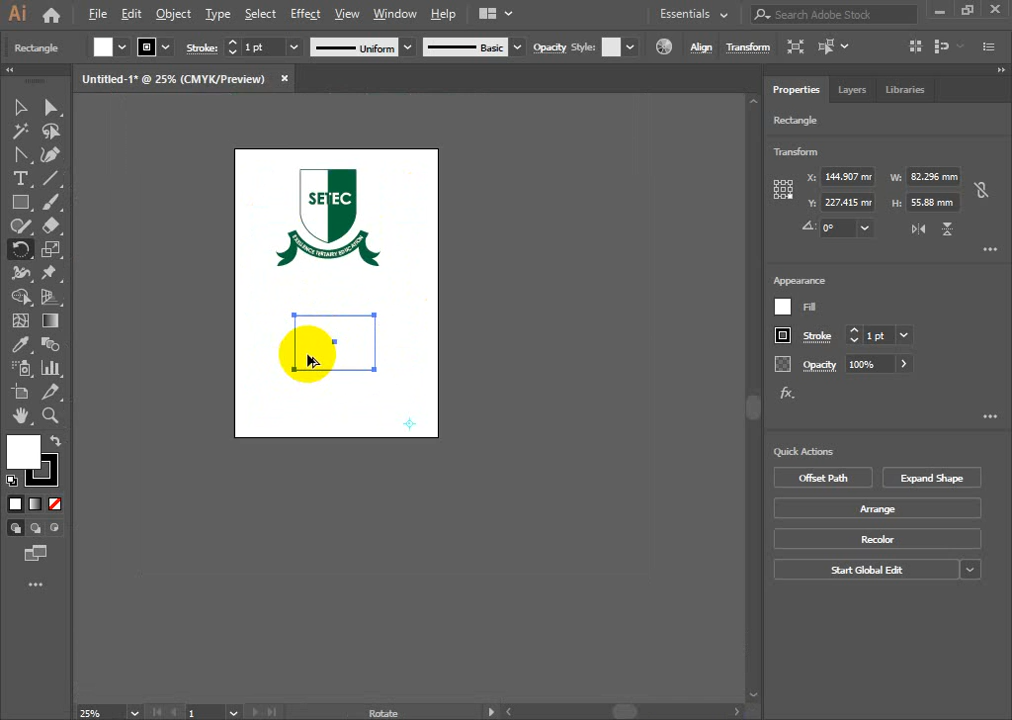 Ai File Edit Object Type Select Effect View Window Help Essentials Search Adobe Stock
Rectangle Stroke: 1 pt Uniform Basic Opacity Style: Align Transform
Untitled-1* @ 25% (CMYK/Preview)
SETEC
Properties Layers Libraries
Rectangle
Transform
X: 144.907 mm W: 82.296 mm
Y: 227.415 mm H: 55.88 mm
0°
Appearance
Fill
Stroke 1 pt
Opacity 100%
fx.
Quick Actions
Offset Path Expand Shape
Arrange
Recolor
Start Global Edit
25% 1 Rotate